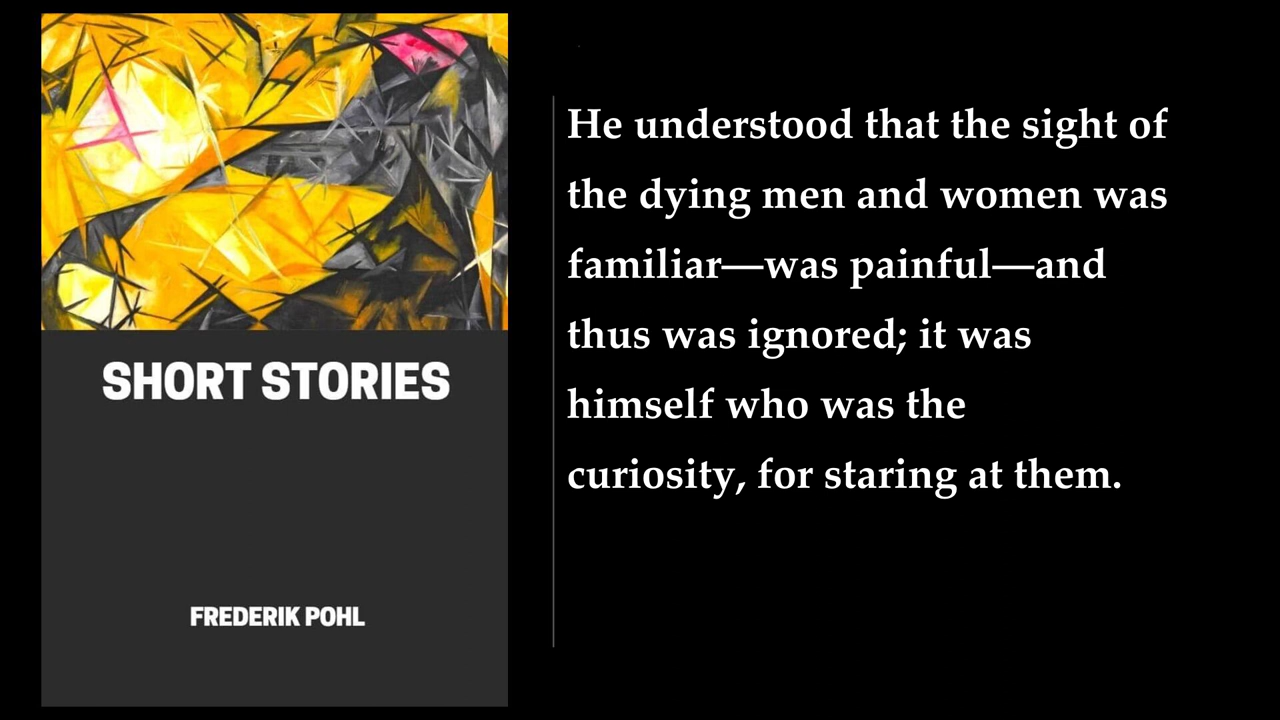 SHORT STORIES
FREDERIK POHL
He understood that the sight of
the dying men and women was
familiar—was painful—and
thus was ignored; it was
himself who was the
curiosity, for staring at them.